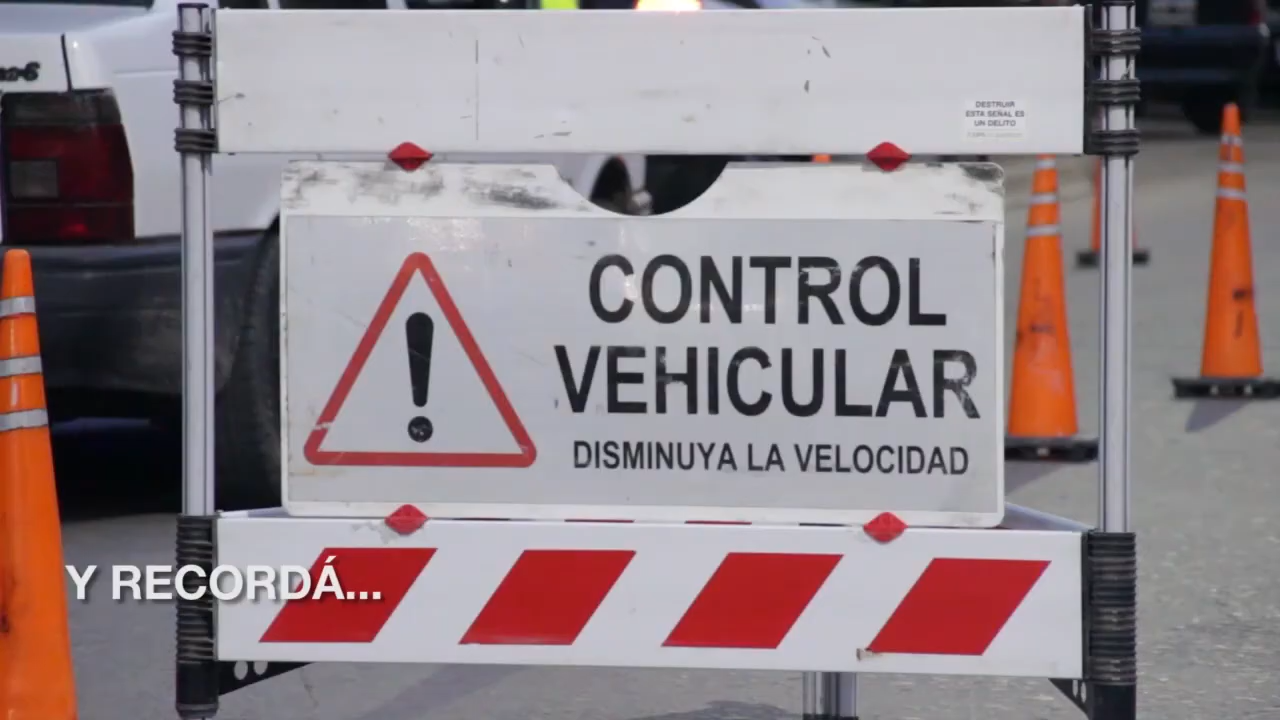 DESTRUIR
ESTA SEÑAL ES
UN DELITO
CONTROL
VEHICULAR
DISMINUYA LA VELOCIDAD
Y RECORDÁ...